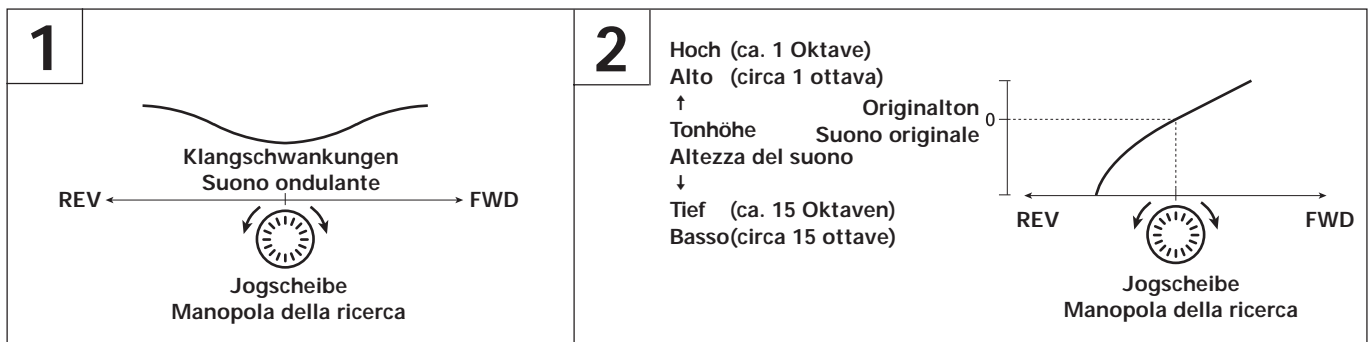 1
Klangschwankungen
Suono ondulante
REV
FWD
Jogscheibe
Manopola della ricerca
2
Hoch (ca. 1 Oktave)
Alto (circa 1 ottava)
↑
Tonhöhe
Altezza del suono
↓
Tief (ca. 15 Oktaven)
Basso(circa 15 ottave)
Originalton
Suono originale
0
REV
FWD
Jogscheibe
Manopola della ricerca